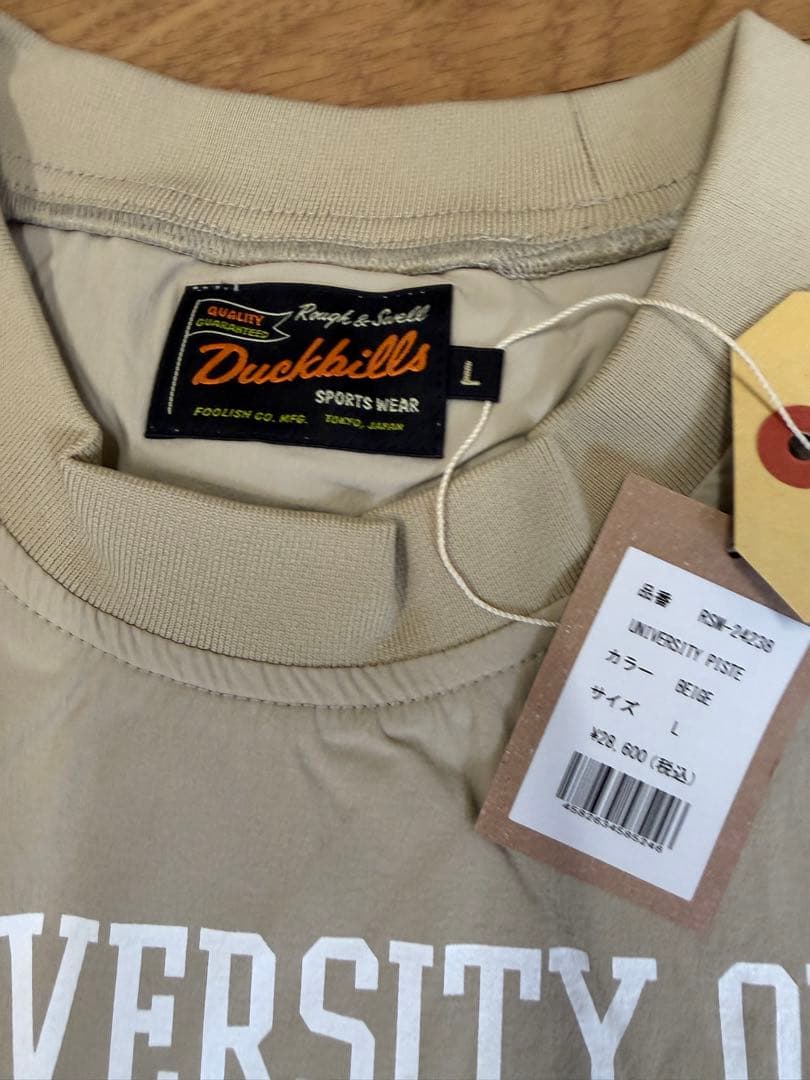 QUALITY
GUARANTEED
Rough & Swell
Duckbills
SPORTS WEAR
FOOLISH CO. MFG. TOKYO, JAPAN
L
品番 RSM-24238
UNIVERSITY PISTE
カラー BEIGE
サイズ L
¥28,600(税込)
4582634585246
VERSITY O